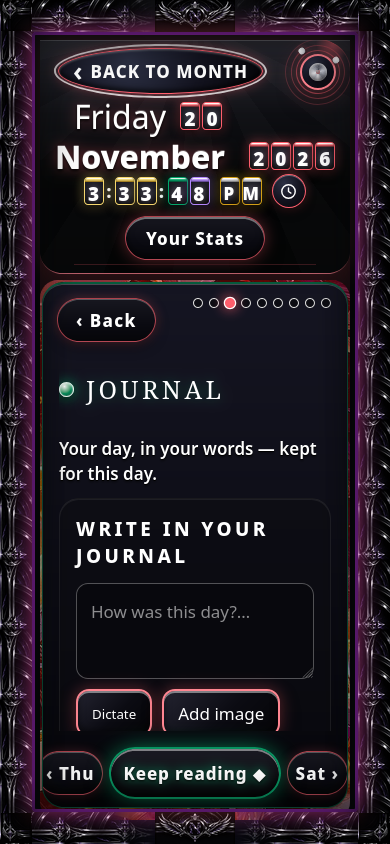 ‹ BACK TO MONTH
Friday 20
November 2026
3:33:48 PM
Your Stats
‹ Back
JOURNAL
Your day, in your words — kept
for this day.
WRITE IN YOUR
JOURNAL
How was this day?...
Dictate Add image
‹ Thu Keep reading ◆ Sat ›